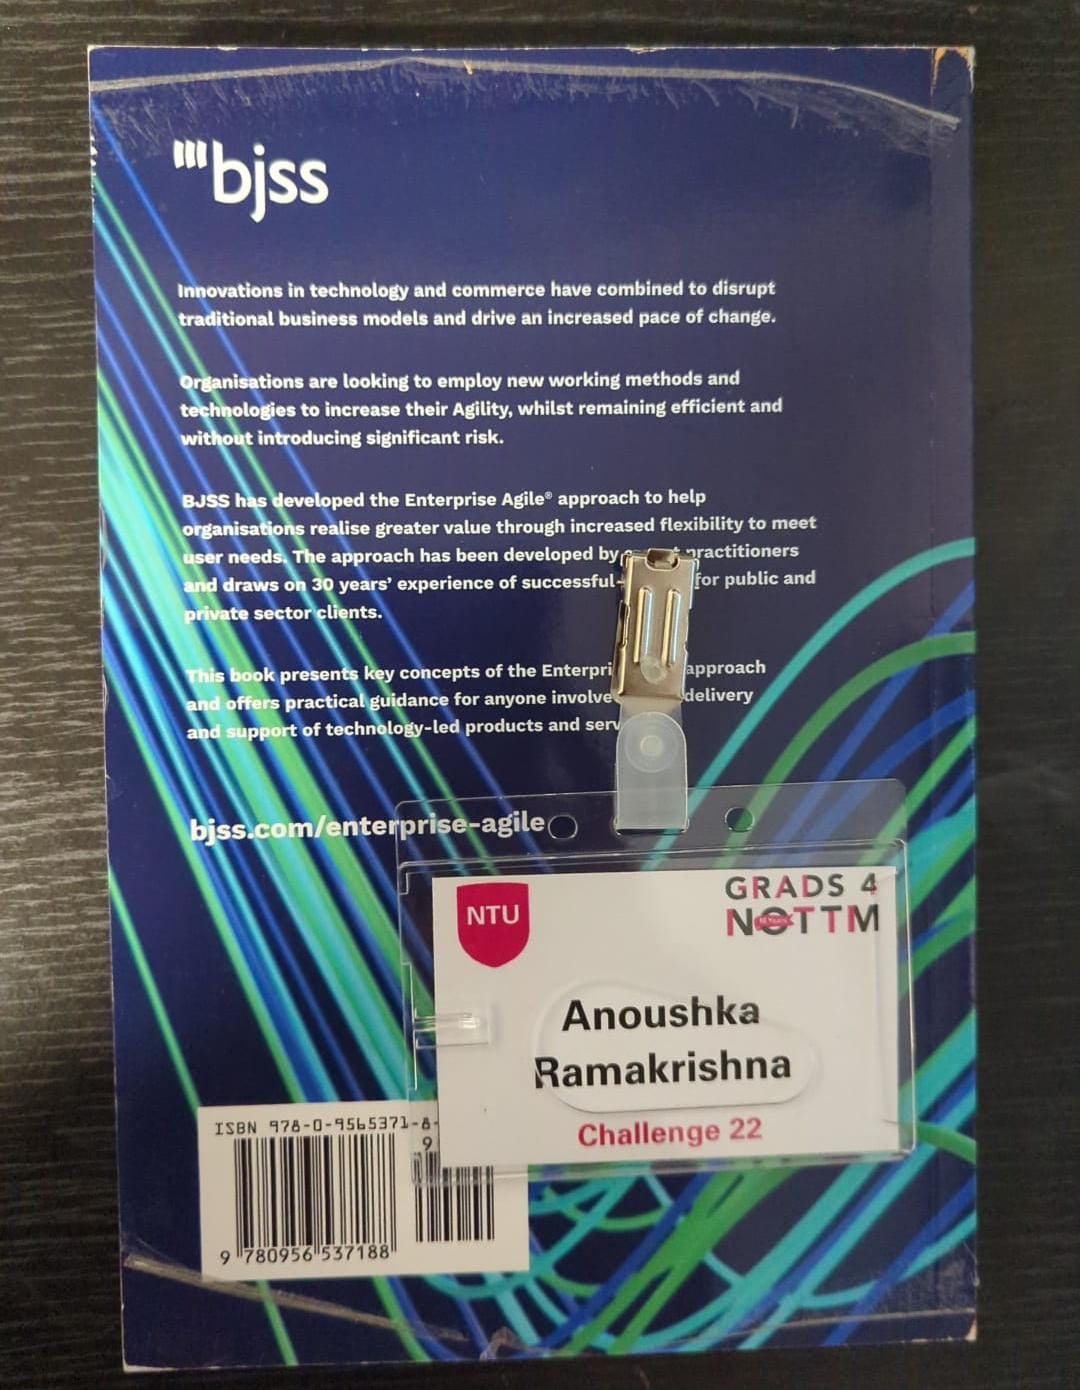 bjss
Innovations in technology and commerce have combined to disrupt
traditional business models and drive an increased pace of change.
Organisations are looking to employ new working methods and
technologies to increase their Agility, whilst remaining efficient and
without introducing significant risk.
BJSS has developed the Enterprise Agile® approach to help
organisations realise greater value through increased flexibility to meet
user needs. The approach has been developed by practitioners
and draws on 30 years' experience of successful for public and
private sector clients.
This book presents key concepts of the Enterpri approach
and offers practical guidance for anyone involve delivery
and support of technology-led products and serv
bjss.com/enterprise-agile
NTU
GRADS 4
NOTTM
Anoushka
Ramakrishna
Challenge 22
ISBN 978-0-9565371-8-
9
9 780956 537188